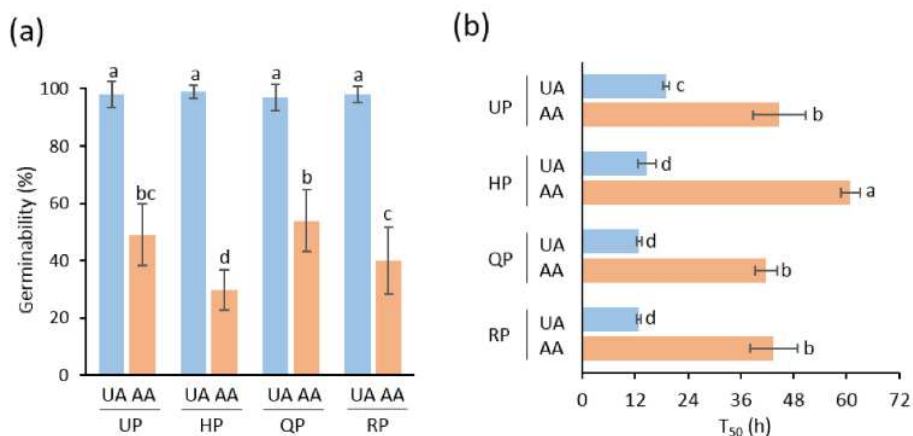 (a)
a
a
a
a
bc
d
b
c
Germinability (%)
100
80
60
40
20
0
UA AA UA AA UA AA UA AA
UP HP QP RP
(b)
UP UA c
AA b
HP UA d
AA a
QP UA d
AA b
RP UA d
AA b
0 12 24 36 48 60 72
T₅₀ (h)